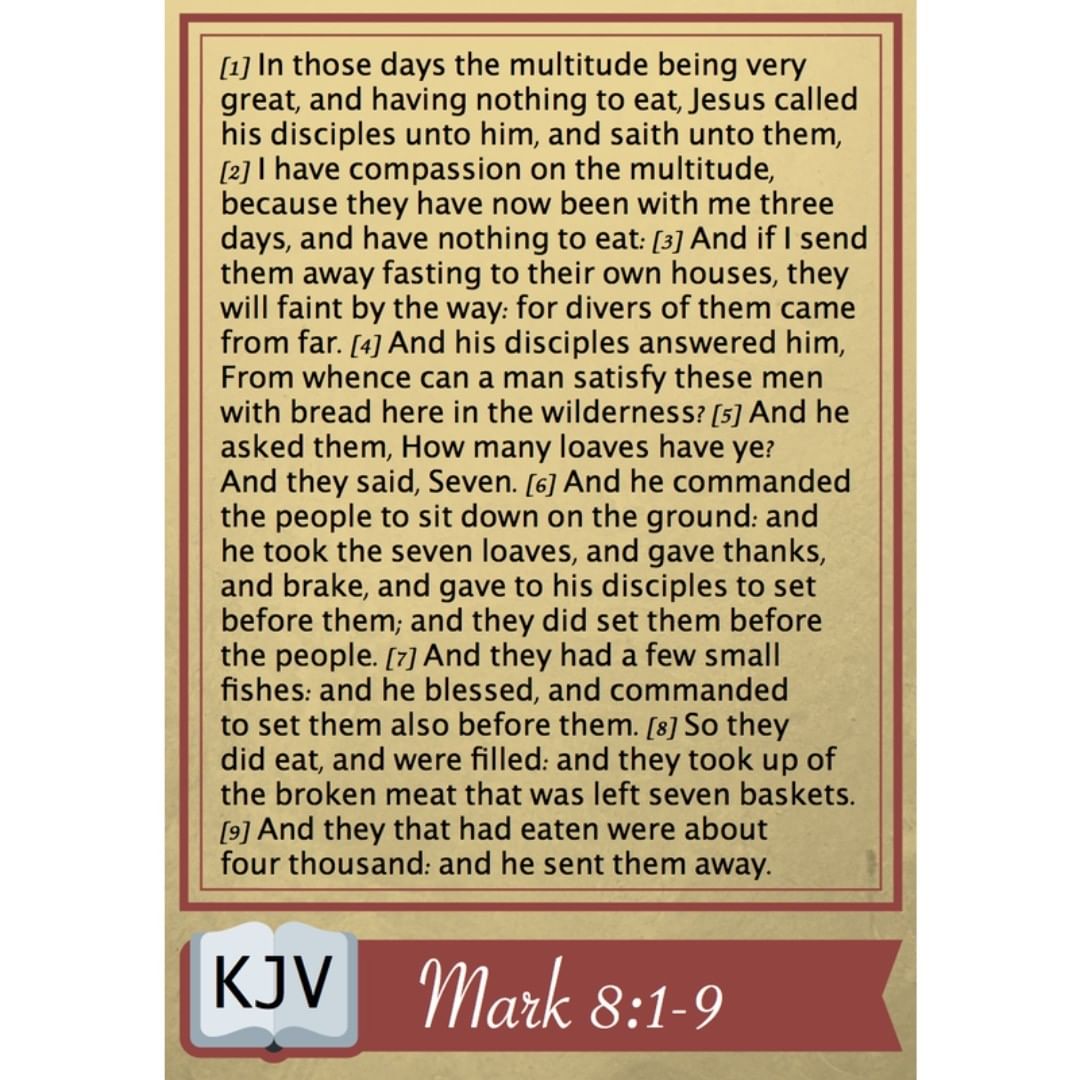 [1] In those days the multitude being very
great, and having nothing to eat, Jesus called
his disciples unto him, and saith unto them,
[2] I have compassion on the multitude,
because they have now been with me three
days, and have nothing to eat: [3] And if I send
them away fasting to their own houses, they
will faint by the way: for divers of them came
from far. [4] And his disciples answered him,
From whence can a man satisfy these men
with bread here in the wilderness? [5] And he
asked them, How many loaves have ye?
And they said, Seven. [6] And he commanded
the people to sit down on the ground: and
he took the seven loaves, and gave thanks,
and brake, and gave to his disciples to set
before them; and they did set them before
the people. [7] And they had a few small
fishes: and he blessed, and commanded
to set them also before them. [8] So they
did eat, and were filled: and they took up of
the broken meat that was left seven baskets.
[9] And they that had eaten were about
four thousand: and he sent them away.
KJV
Mark 8:1-9